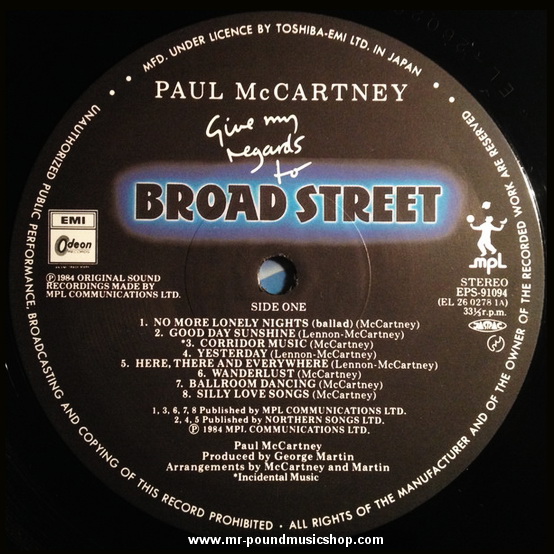 • • MFD. UNDER LICENCE BY TOSHIBA-EMI LTD. IN JAPAN • •
UNAUTHORIZED PUBLIC PERFORMANCE, BROADCASTING AND COPYING OF THIS RECORD PROHIBITED • ALL RIGHTS OF THE MANUFACTURER AND OF THE OWNER OF THE RECORDED WORK ARE RESERVED
PAUL McCARTNEY
Give my
regards
to
BROAD STREET
EMI
Odeon
mpl
℗ 1984 ORIGINAL SOUND
RECORDINGS MADE BY
MPL COMMUNICATIONS LTD.
STEREO
EPS-91094
(EL 26 0278 1A)
33⅓r.p.m.
JASRAC
SIDE ONE
1. NO MORE LONELY NIGHTS (ballad) (McCartney)
2. GOOD DAY SUNSHINE (Lennon-McCartney)
*3. CORRIDOR MUSIC (McCartney)
4. YESTERDAY (Lennon-McCartney)
5. HERE, THERE AND EVERYWHERE (Lennon-McCartney)
6. WANDERLUST (McCartney)
7. BALLROOM DANCING (McCartney)
8. SILLY LOVE SONGS (McCartney)
1, 3, 6, 7, 8 Published by MPL COMMUNICATIONS LTD.
2, 4, 5 Published by NORTHERN SONGS LTD.
℗ 1984 MPL COMMUNICATIONS LTD.
Paul McCartney
Produced by George Martin
Arrangements by McCartney and Martin
*Incidental Music
www.mr-poundmusicshop.com